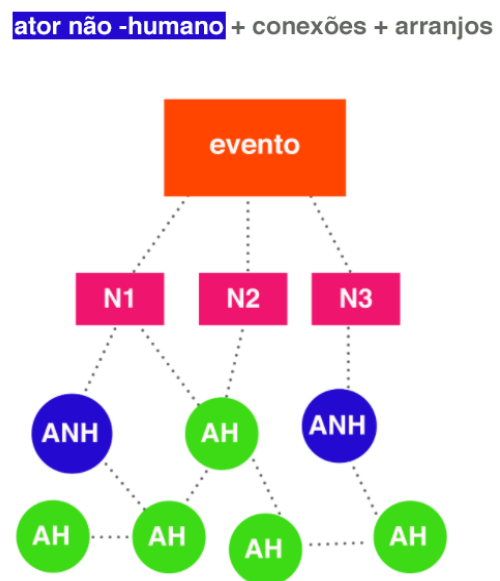 ator não -humano + conexões + arranjos
evento
N1 N2 N3
ANH AH ANH
AH AH AH AH